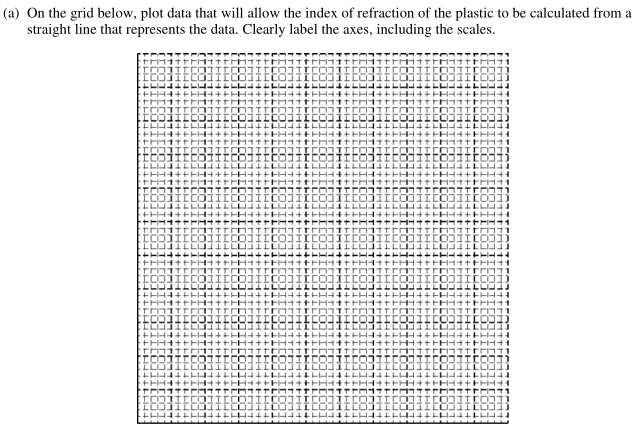 (a) On the grid below, plot data that will allow the index of refraction of the plastic to be calculated from a
straight line that represents the data. Clearly label the axes, including the scales.